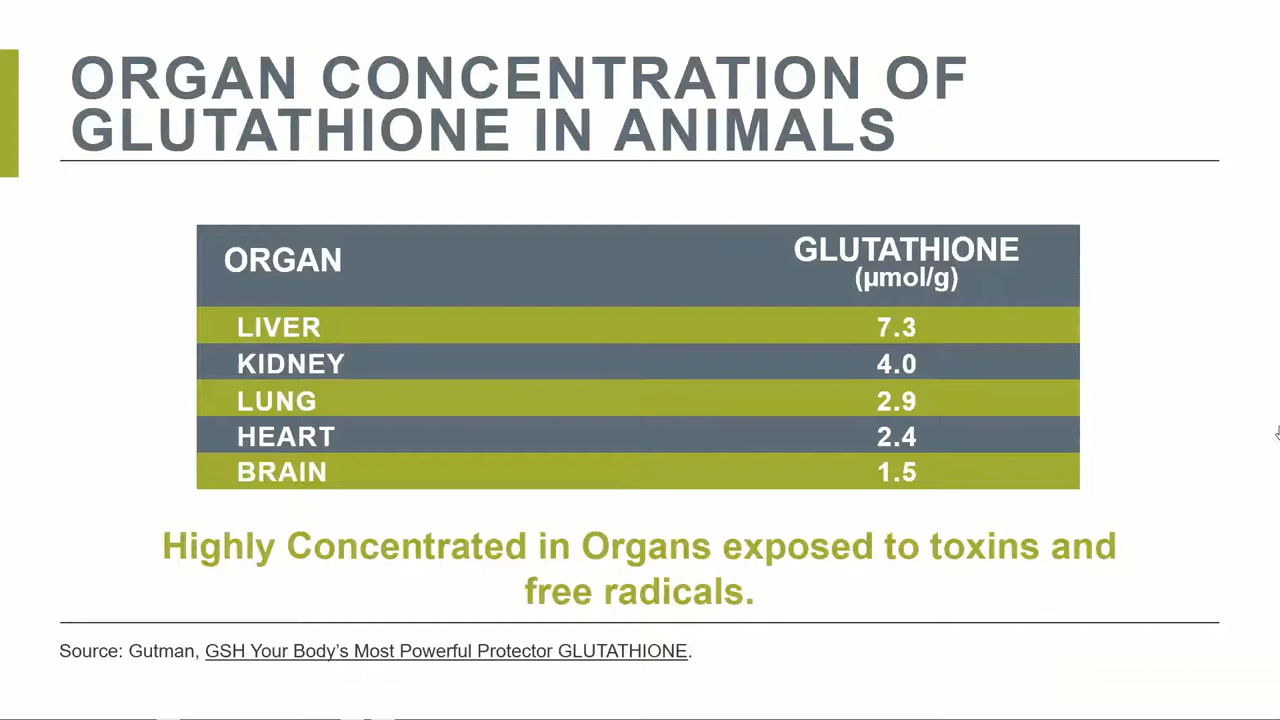 ORGAN CONCENTRATION OF
GLUTATHIONE IN ANIMALS
ORGAN GLUTATHIONE
(µmol/g)
LIVER 7.3
KIDNEY 4.0
LUNG 2.9
HEART 2.4
BRAIN 1.5
Highly Concentrated in Organs exposed to toxins and
free radicals.
Source: Gutman, GSH Your Body’s Most Powerful Protector GLUTATHIONE.